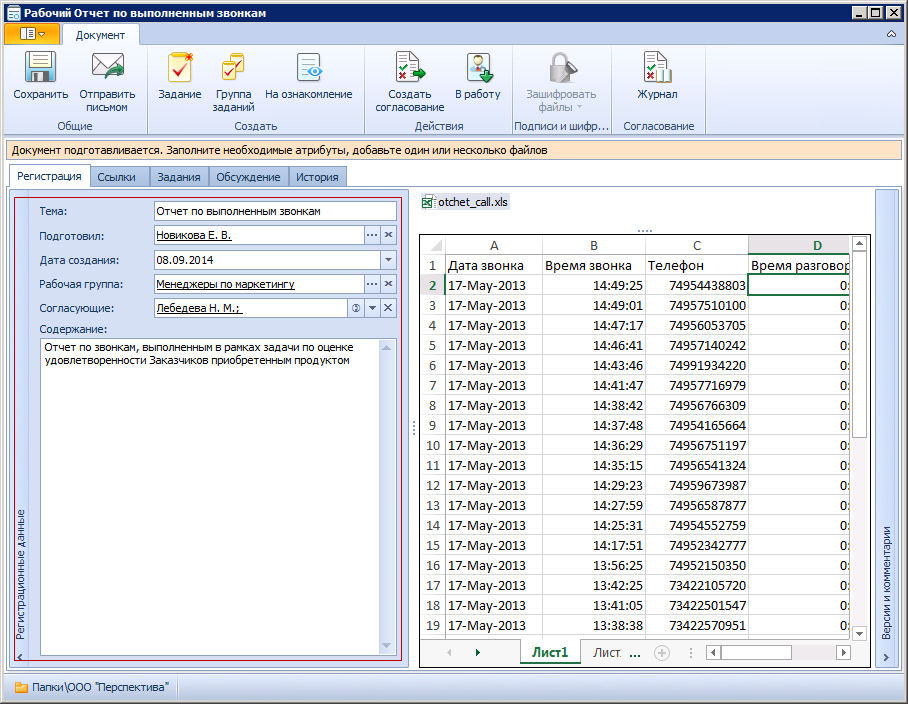 Рабочий Отчет по выполненным звонкам
Документ
Сохранить
Отправить
письмом
Общие
Задание
Группа
заданий
На ознакомление
Создать
Создать
согласование
В работу
Действия
Зашифровать
файлы
Подписи и шифр...
Журнал
Согласование
Документ подготавливается. Заполните необходимые атрибуты, добавьте один или несколько файлов
Регистрация Ссылки Задания Обсуждение История
Регистрационные данные
Тема: Отчет по выполненным звонкам
Подготовил: Новикова Е. В.
Дата создания: 08.09.2014
Рабочая группа: Менеджеры по маркетингу
Согласующие: Лебедева Н. М.;
Содержание:
Отчет по звонкам, выполненным в рамках задачи по оценке
удовлетворенности Заказчиков приобретенным продуктом
otchet_call.xls
A B C D
1 Дата звонка Время звонка Телефон Время разговор
2 17-May-2013 14:49:25 74954438803 0:
3 17-May-2013 14:49:01 74957510100 0:
4 17-May-2013 14:47:17 74956053705 0:
5 17-May-2013 14:46:41 74957140242 0:
6 17-May-2013 14:43:46 74991934220 0:
7 17-May-2013 14:41:47 74957716979 0:
8 17-May-2013 14:38:42 74956766309 0:
9 17-May-2013 14:37:48 74954165664 0:
10 17-May-2013 14:36:29 74956751197 0:
11 17-May-2013 14:35:15 74956541324 0:
12 17-May-2013 14:29:23 74959673987 0:
13 17-May-2013 14:27:59 74956587877 0:
14 17-May-2013 14:25:31 74954552759 0:
15 17-May-2013 14:17:51 74952342777 0:
16 17-May-2013 13:56:25 74952150350 0:
17 17-May-2013 13:42:25 73422105720 0:
18 17-May-2013 13:41:05 73422501547 0:
19 17-May-2013 13:38:38 73422570951 0:
Лист1 Лист. ...
Версии и комментарии
Папки\ООО "Перспектива"